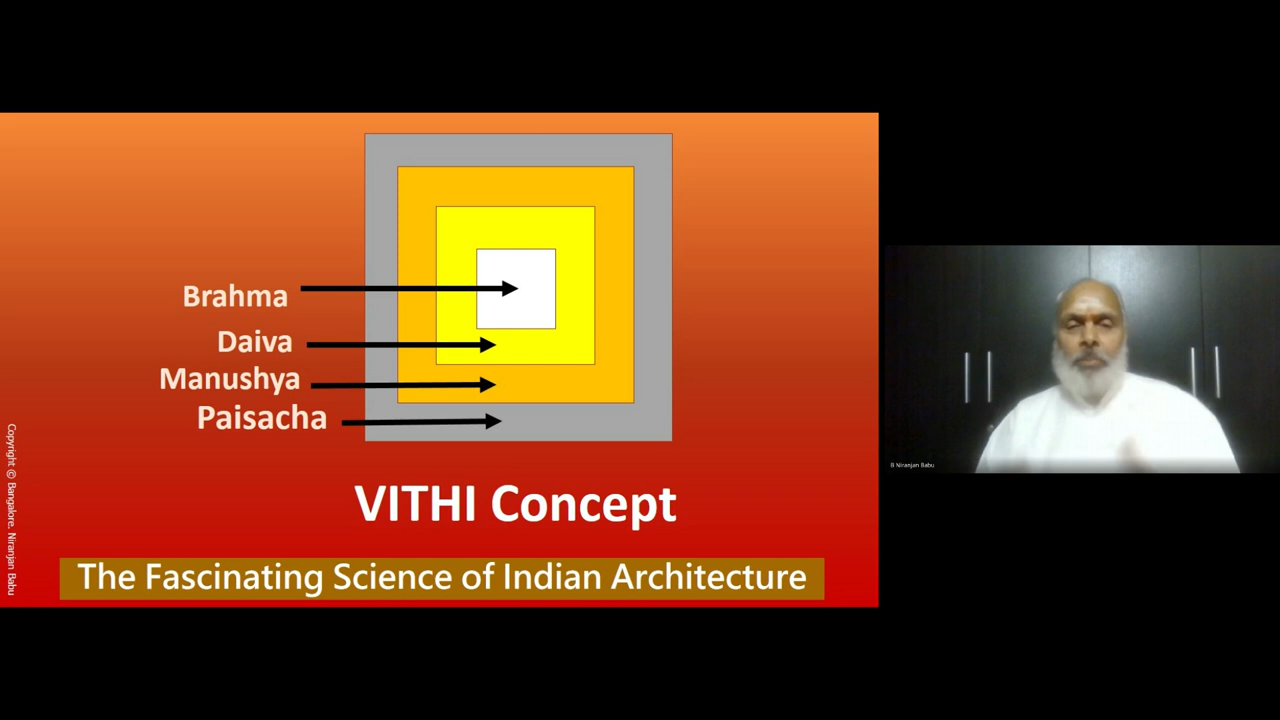 Brahma
Daiva
Manushya
Paisacha
VITHI Concept
The Fascinating Science of Indian Architecture
Copyright © Bangalore. Niranjan Babu
B Niranjan Babu